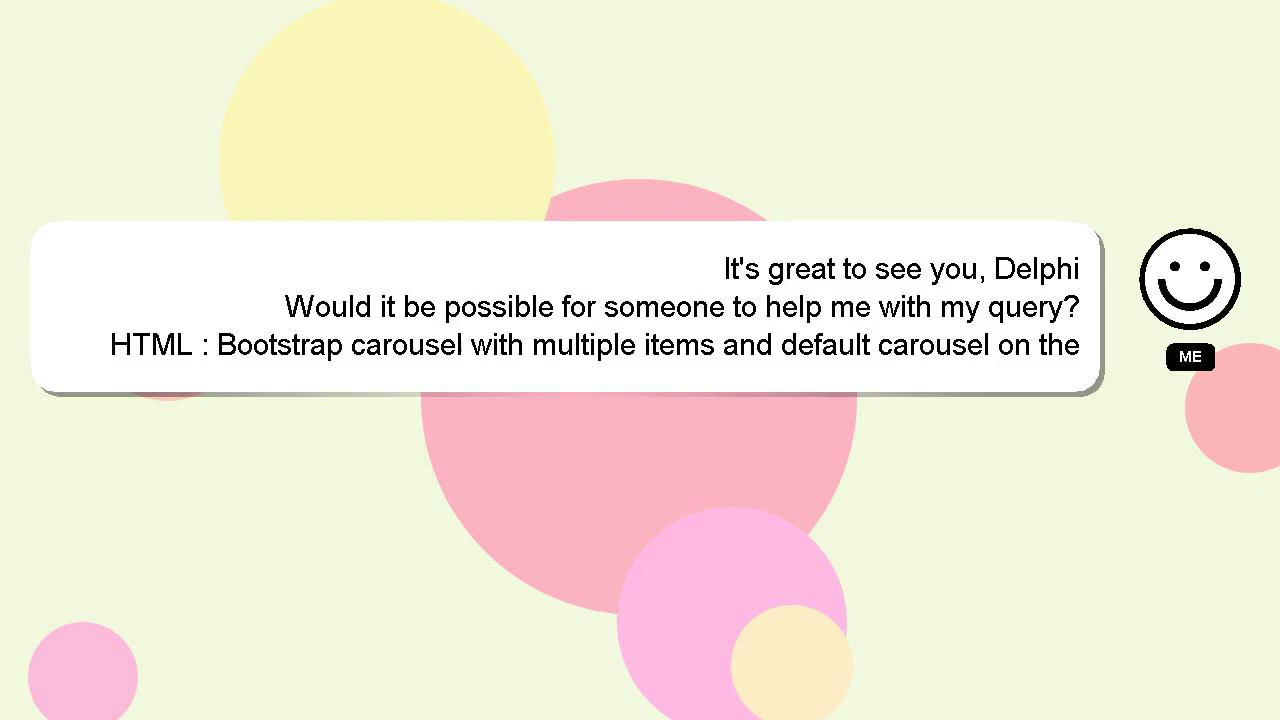 It's great to see you, Delphi
Would it be possible for someone to help me with my query?
HTML : Bootstrap carousel with multiple items and default carousel on the
ME